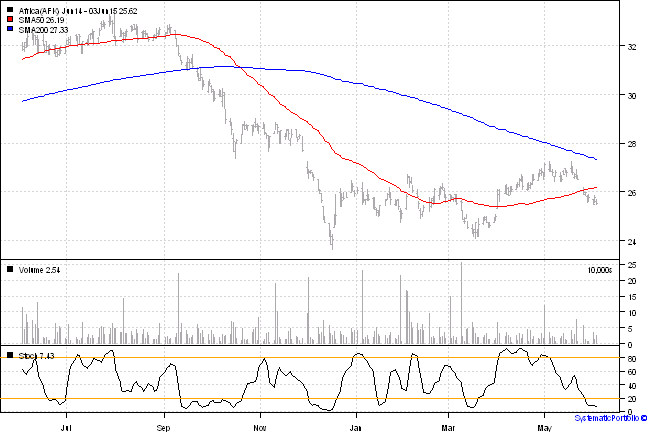 Africa(AFK) Jun14 - 03Jun15 25.62
SMA50 26.19
SMA200 27.33
32
30
28
26
24
Volume 2.54
10,000s
25
20
15
10
5
0
Stoch 7.43
80
60
40
20
0
Jul Sep Nov Jan Mar May
SystematicPortfolio ©